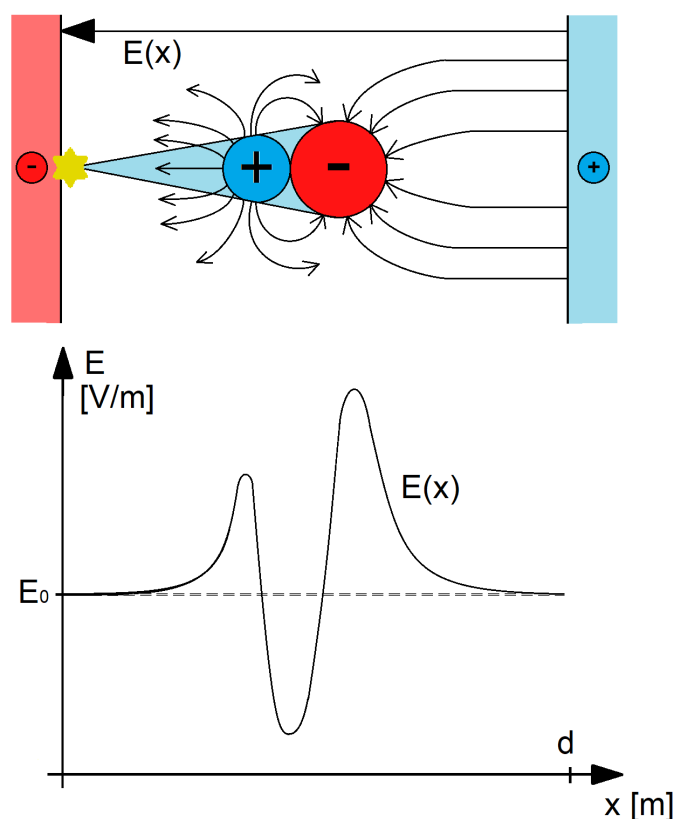 E(x)
- + - +
E
[V/m]
E(x)
E₀
d
x [m]